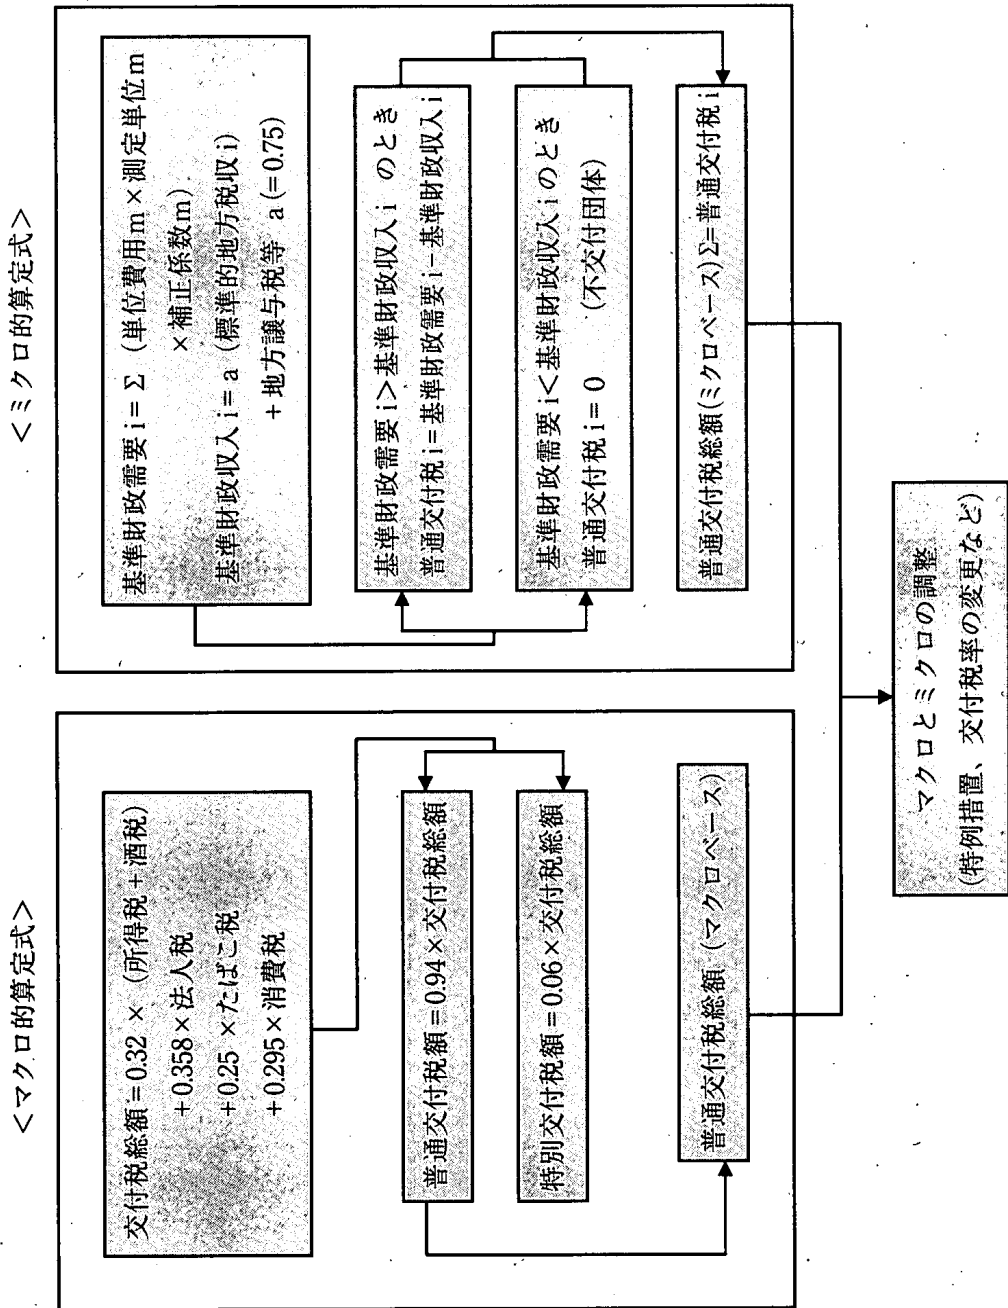 ＜マクロ的算定式＞
交付税総額＝0.32×（所得税＋酒税）
＋0.358×法人税
＋0.25×たばこ税
＋0.295×消費税
普通交付税額＝0.94×交付税総額
特別交付税額＝0.06×交付税総額
普通交付税総額（マクロベース）
＜ミクロ的算定式＞
基準財政需要i＝Σ（単位費用m×測定単位m
×補正係数m）
基準財政収入i＝a（標準的地方税収i）
＋地方譲与税等 a(＝0.75)
基準財政需要i＞基準財政収入i のとき
普通交付税i＝基準財政需要i－基準財政収入i
基準財政需要i＜基準財政収入iのとき
普通交付税i＝0 （不交付団体）
普通交付税総額(ミクロベース)Σ＝普通交付税i
マクロとミクロの調整
(特例措置、交付税率の変更など)